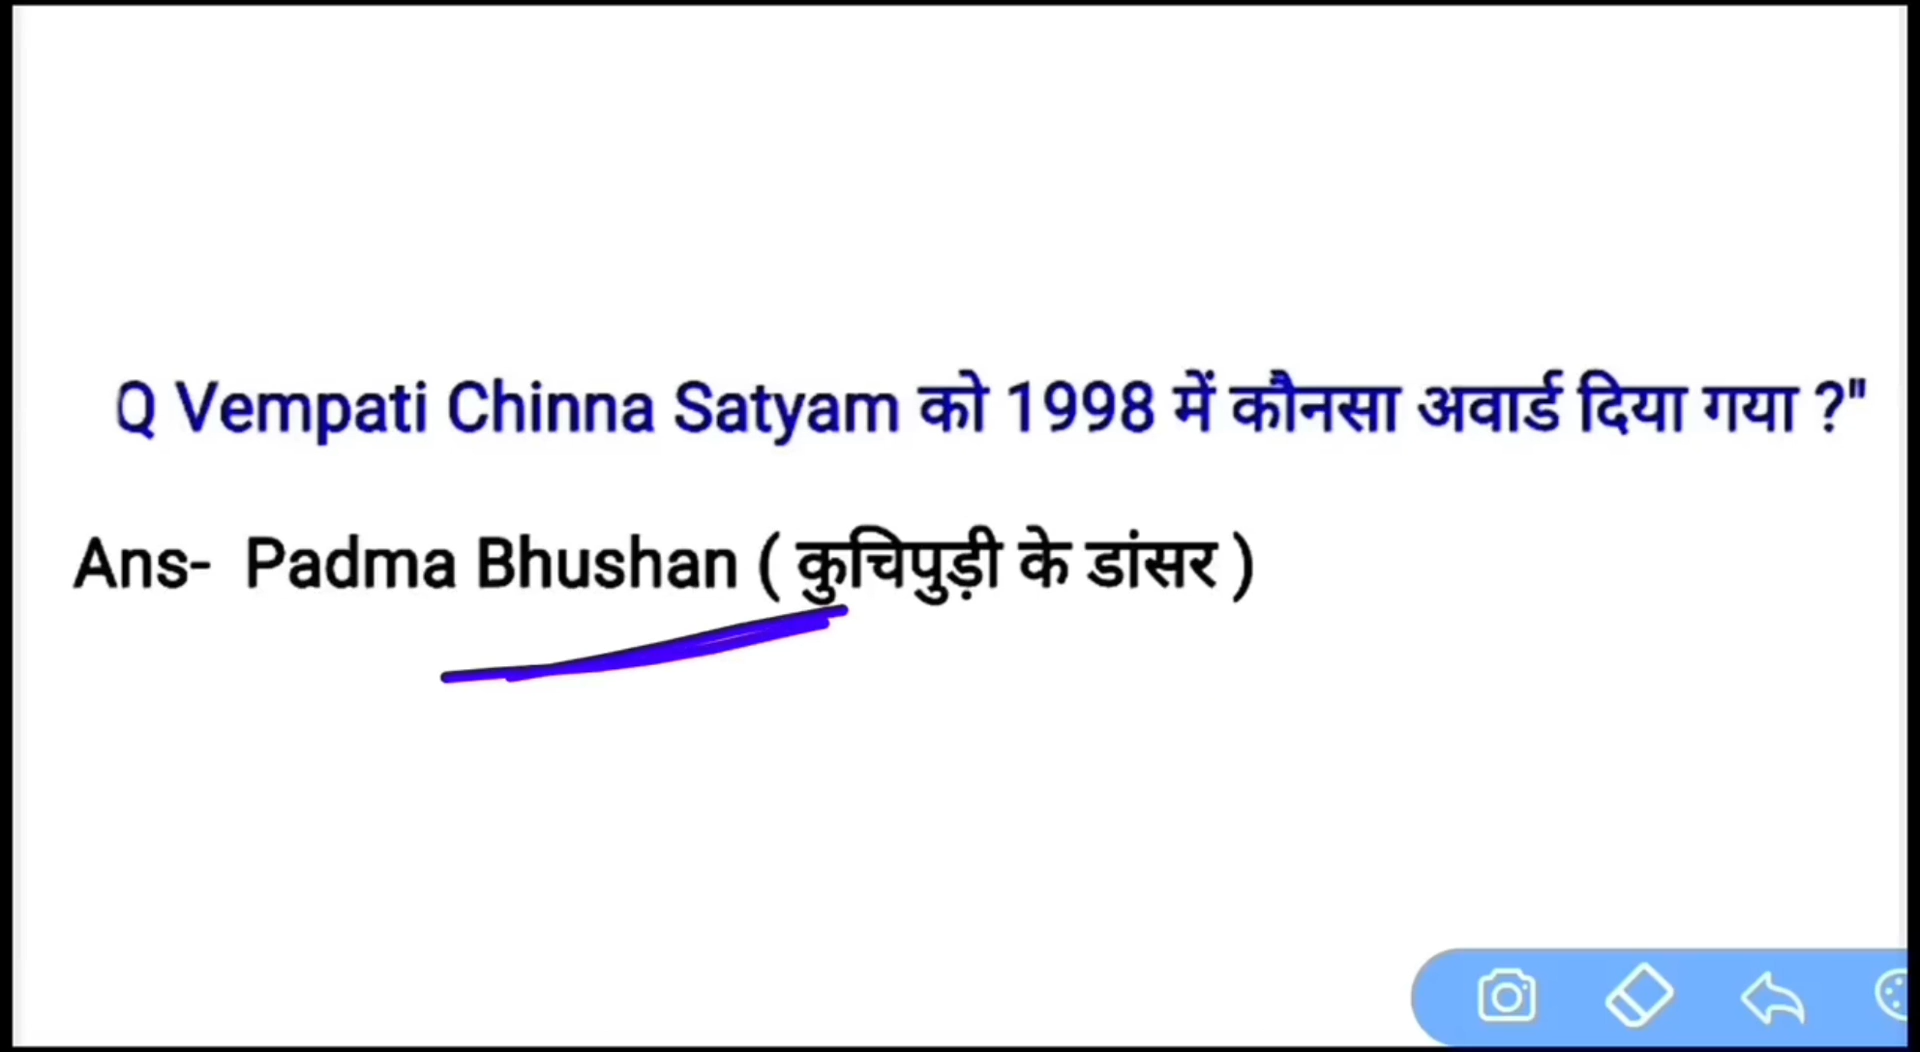 Q Vempati Chinna Satyam को 1998 में कौनसा अवार्ड दिया गया ?"
Ans- Padma Bhushan ( कुचिपुड़ी के डांसर )